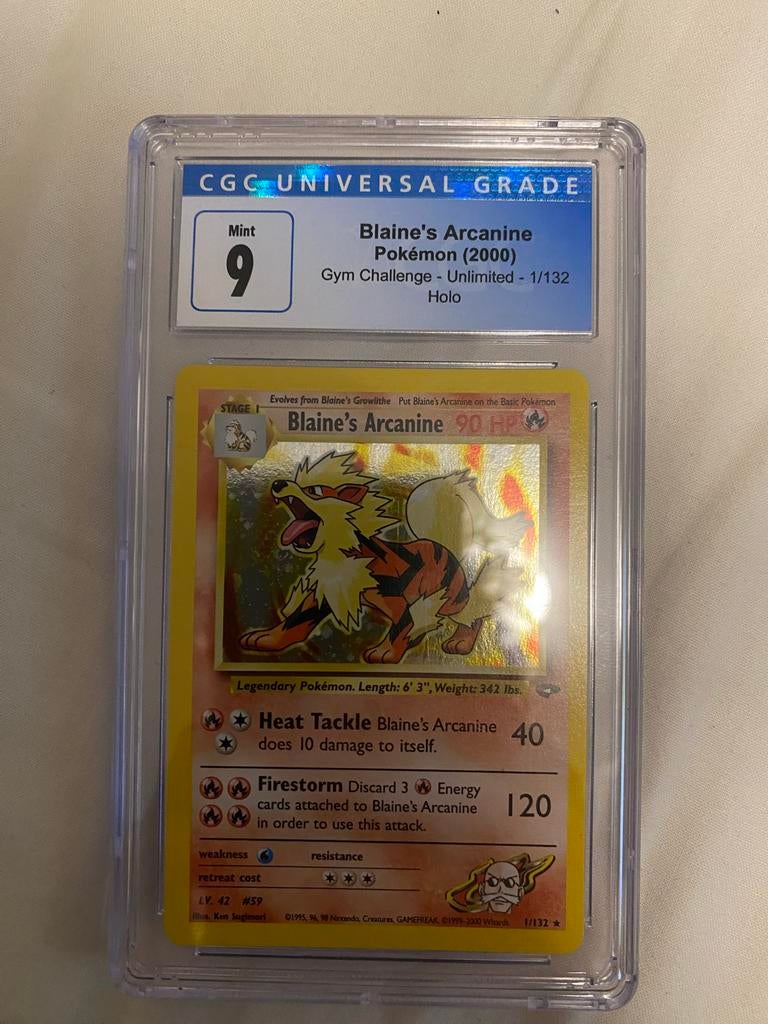 CGC UNIVERSAL GRADE
Mint
9
Blaine's Arcanine
Pokémon (2000)
Gym Challenge - Unlimited - 1/132
Holo
Evolves from Blaine's Growlithe Put Blaine's Arcanine on the Basic Pokémon
STAGE 1
Blaine's Arcanine 90 HP
Legendary Pokémon. Length: 6' 3", Weight: 342 lbs.
Heat Tackle Blaine's Arcanine
does 10 damage to itself.
40
Firestorm Discard 3 Energy
cards attached to Blaine's Arcanine
in order to use this attack.
120
weakness resistance
retreat cost
LV. 42 #59
Illus. Ken Sugimori ©1995, 96, 98 Nintendo, Creatures, GAMEFREAK. ©1999-2000 Wizards. 1/132 ★